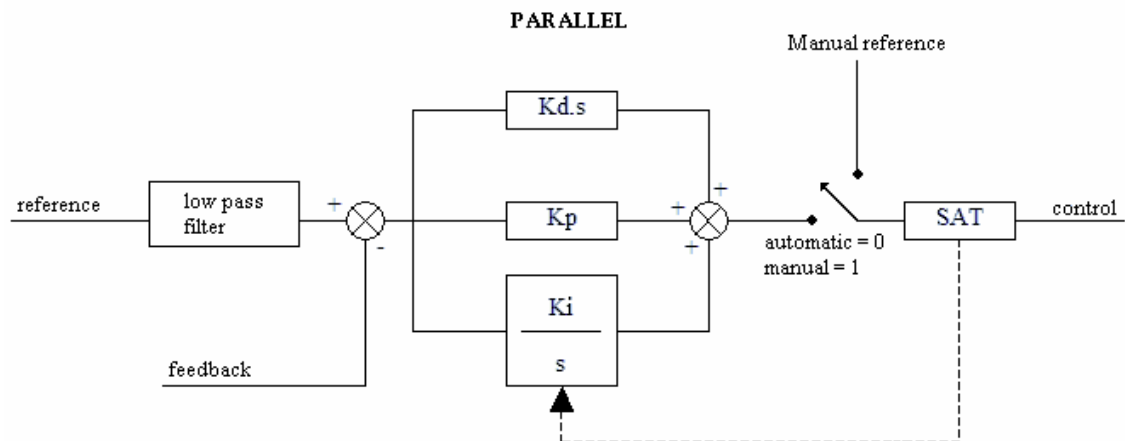 PARALLEL
Manual reference
Kd.s
reference
low pass
filter
+
-
Kp
+
+
+
automatic = 0
manual = 1
SAT
control
Ki
s
feedback